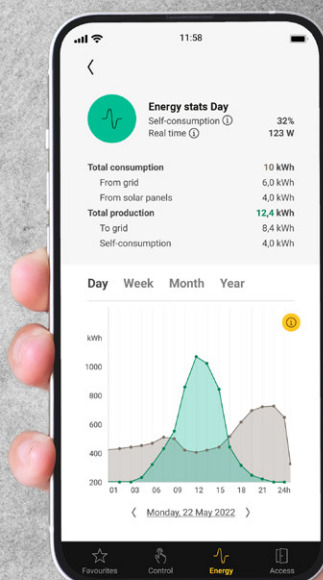 11:58
Energy stats Day
Self-consumption 32%
Real time 123 W
Total consumption 10 kWh
From grid 6,0 kWh
From solar panels 4,0 kWh
Total production 12,4 kWh
To grid 8,4 kWh
Self-consumption 4,0 kWh
Day Week Month Year
kWh
1000
800
600
400
200
01 03 06 09 12 15 18 21 24h
Monday, 22 May 2022
Favourites Control Energy Access